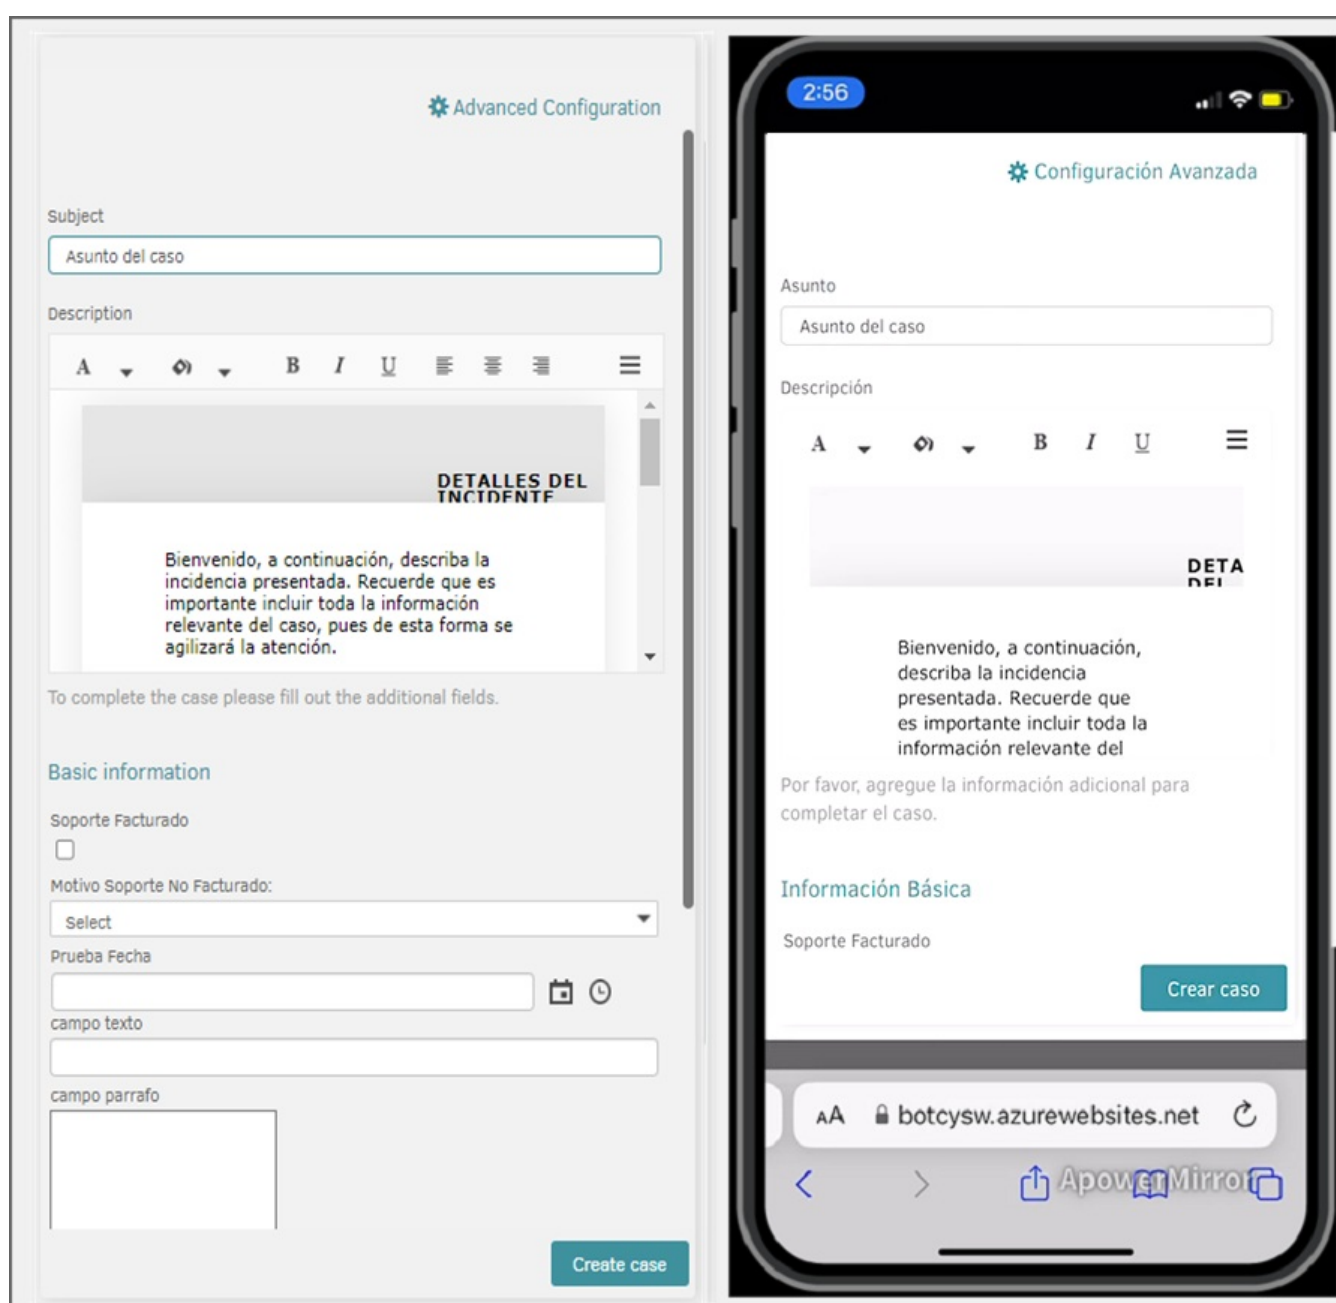 Advanced Configuration
Subject
Asunto del caso
Description
A B I U
DETALLES DEL
INCIDENTE
Bienvenido, a continuación, describa la
incidencia presentada. Recuerde que es
importante incluir toda la información
relevante del caso, pues de esta forma se
agilizará la atención.
To complete the case please fill out the additional fields.
Basic information
Soporte Facturado
Motivo Soporte No Facturado:
Select
Prueba Fecha
campo texto
campo parrafo
Create case
2:56
Configuración Avanzada
Asunto
Asunto del caso
Descripción
A B I U
DETA
DEL
Bienvenido, a continuación,
describa la incidencia
presentada. Recuerde que
es importante incluir toda la
información relevante del
Por favor, agregue la información adicional para
completar el caso.
Información Básica
Soporte Facturado
Crear caso
AA botcysw.azurewebsites.net
ApowerMirror